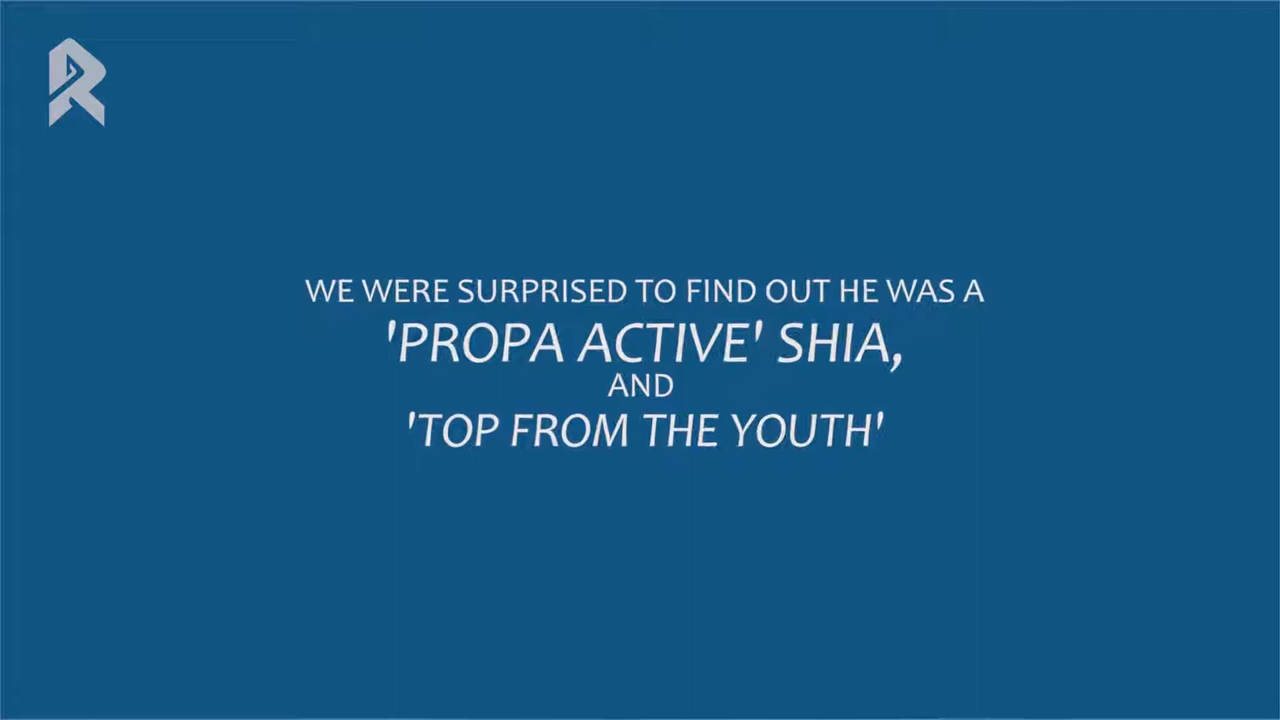 WE WERE SURPRISED TO FIND OUT HE WAS A
'PROPA ACTIVE' SHIA,
AND
'TOP FROM THE YOUTH'